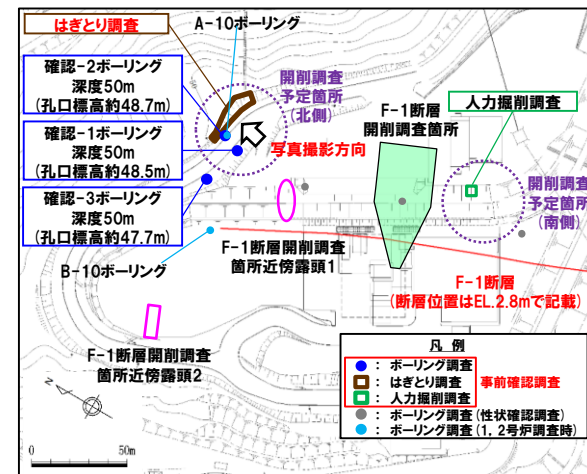 A-10ボーリング
はぎとり調査
確認-2ボーリング
深度50m
(孔口標高約48.7m)
確認-1ボーリング
深度50m
(孔口標高約48.5m)
確認-3ボーリング
深度50m
(孔口標高約47.7m)
B-10ボーリング
開削調査
予定箇所
(北側)
写真撮影方向
F-1断層
開削調査箇所
人力掘削調査
開削調査
予定箇所
(南側)
F-1断層開削調査
箇所近傍露頭1
F-1断層
(断層位置はEL.2.8mで記載)
F-1断層開削調査
箇所近傍露頭2
凡 例
: ボーリング調査
: はぎとり調査
: 人力掘削調査
事前確認調査
: ボーリング調査(性状確認調査)
: ボーリング調査(1, 2号炉調査時)
N
0
50m